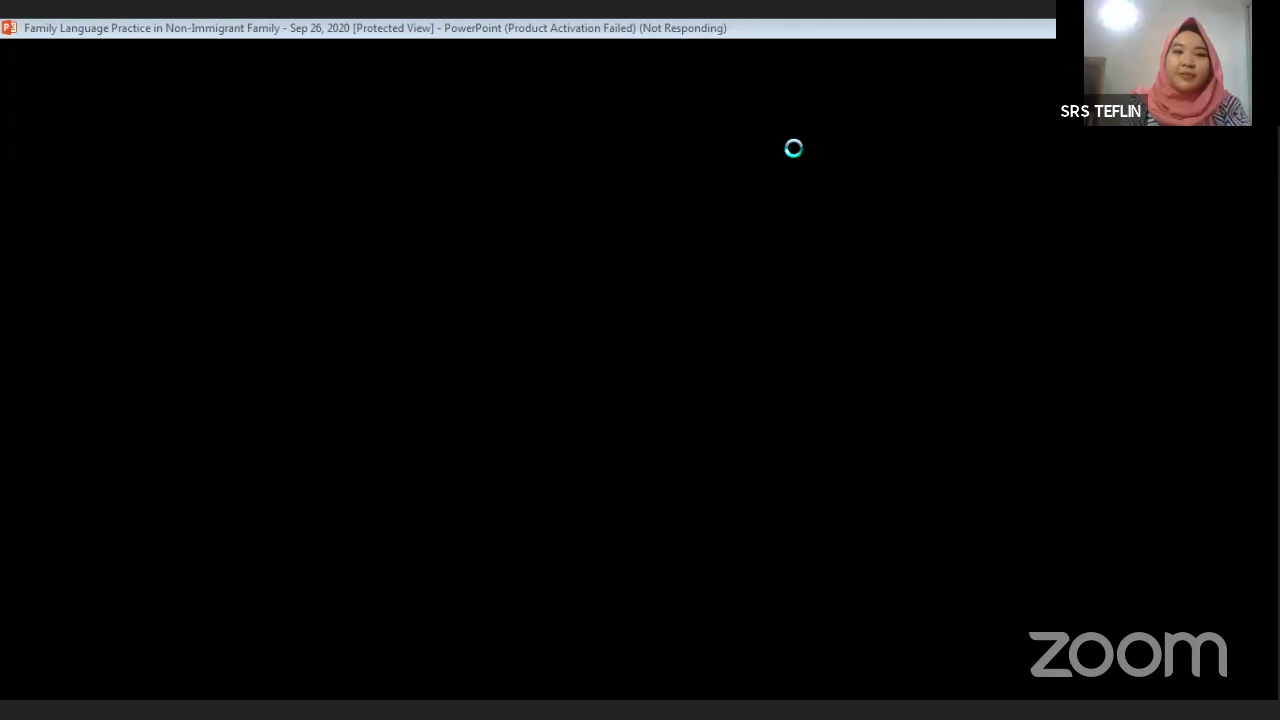 Family Language Practice in Non-Immigrant Family - Sep 26, 2020 [Protected View] - PowerPoint (Product Activation Failed) (Not Responding)
SRS TEFLIN
zoom